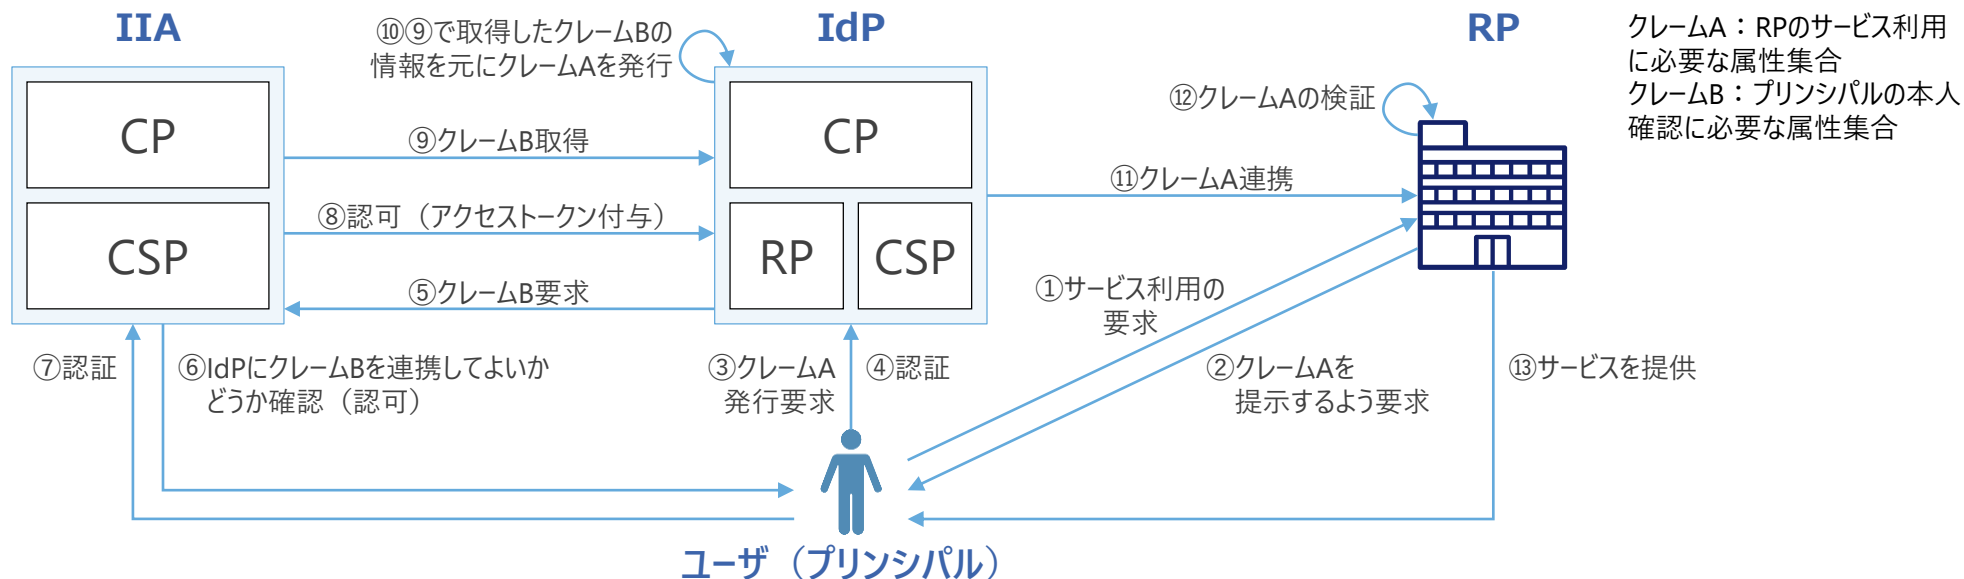 IIA
IdP
RP
クレームA：RPのサービス利用
に必要な属性集合
クレームB：プリンシパルの本人
確認に必要な属性集合
⑩⑨で取得したクレームBの
情報を元にクレームAを発行
CP
CSP
⑨クレームB取得
⑧認可（アクセストークン付与）
⑤クレームB要求
CP
RP
CSP
⑫クレームAの検証
⑪クレームA連携
①サービス利用の
要求
②クレームAを
提示するよう要求
⑬サービスを提供
⑦認証
⑥IdPにクレームBを連携してよいか
どうか確認（認可）
③クレームA
発行要求
④認証
ユーザ（プリンシパル）